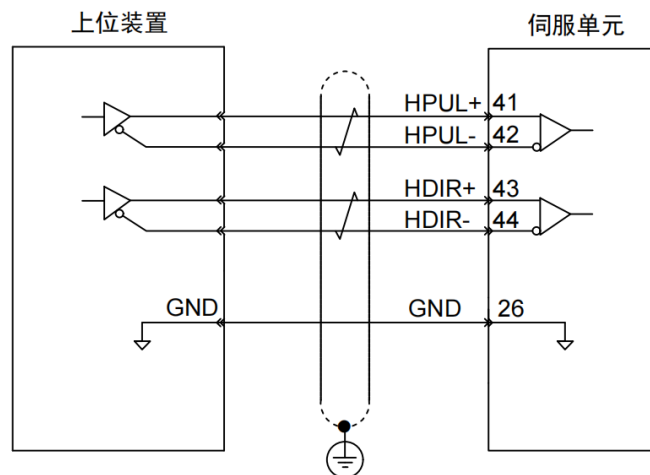 上位装置
伺服单元
HPUL+ 41
HPUL- 42
HDIR+ 43
HDIR- 44
GND GND 26